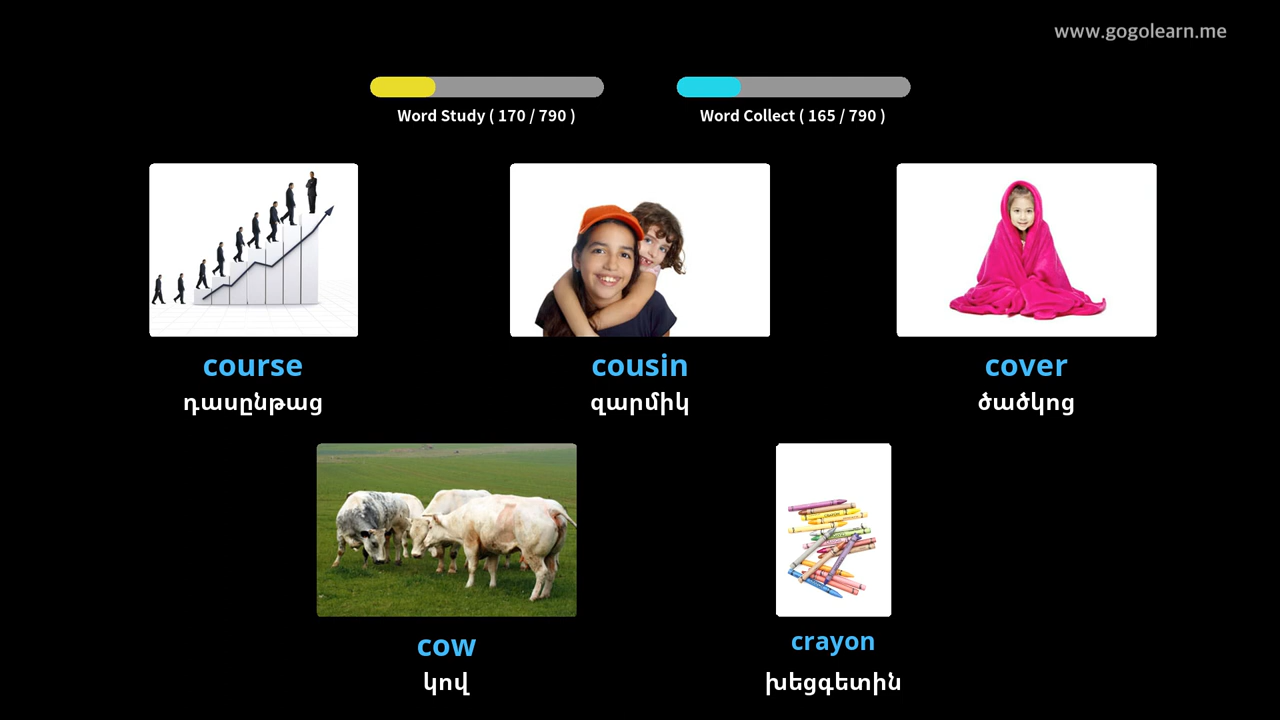 www.gogolearn.me
Word Study ( 170 / 790 )
Word Collect ( 165 / 790 )
course
դասընթաց
cousin
զարմիկ
cover
ծածկոց
cow
կով
crayon
խեցգետին